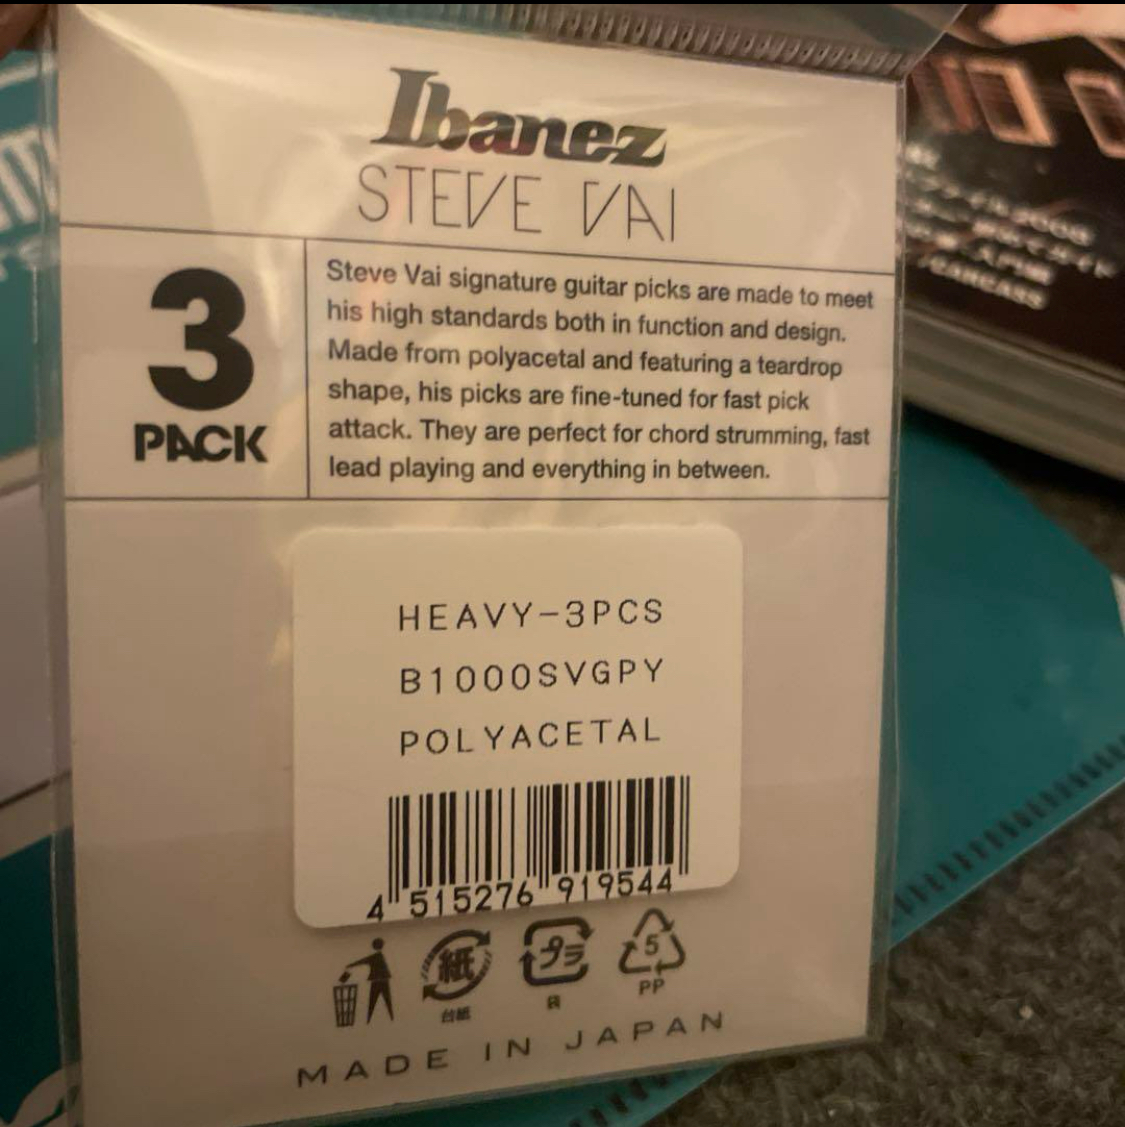 Ibanez
STEVE VAI
3
PACK
Steve Vai signature guitar picks are made to meet
his high standards both in function and design.
Made from polyacetal and featuring a teardrop
shape, his picks are fine-tuned for fast pick
attack. They are perfect for chord strumming, fast
lead playing and everything in between.
HEAVY-3PCS
B1000SVGPY
POLYACETAL
4 515276 919544
紙
台紙
プラ
袋
5
PP
MADE IN JAPAN